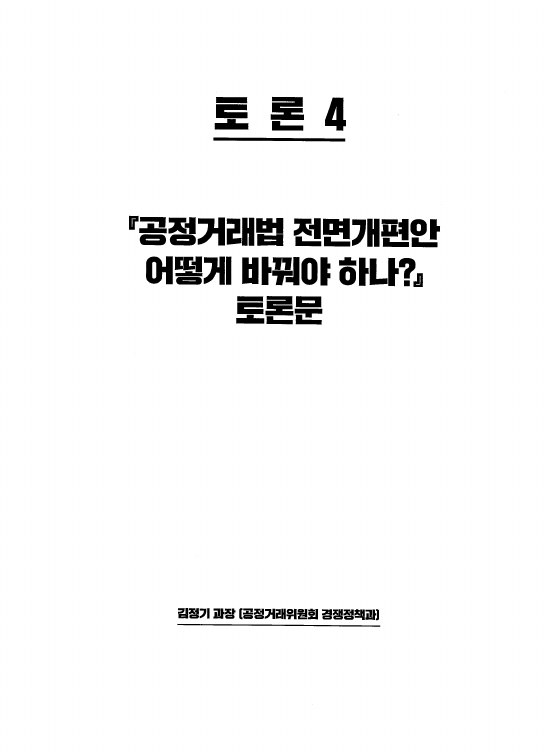 토 론 4
『공정거래법 전면개편안
어떻게 바꿔야 하나?』
토론문
김정기 과장 (공정거래위원회 경쟁정책과)